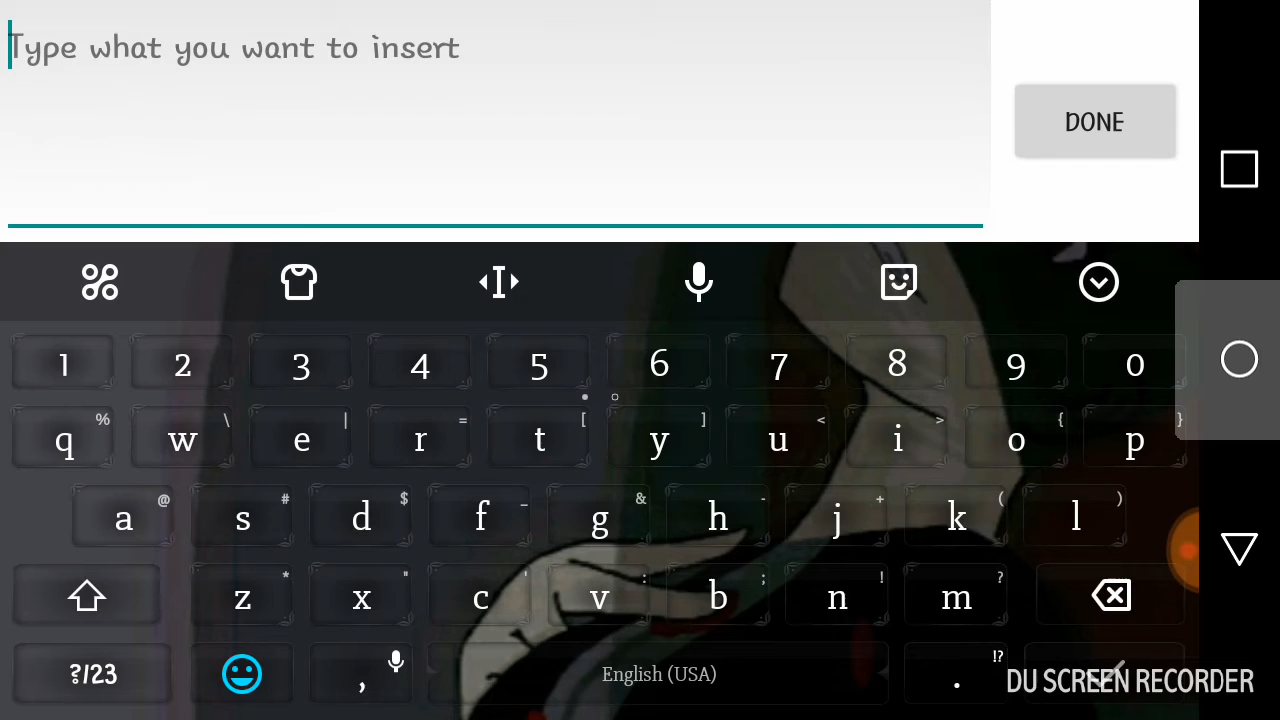 Type what you want to insert
DONE
1 2 3 4 5 6 7 8 9 0
q % w \ e | r = t [ y ] u < i > o { p }
a @ s # d $ f _ g & h - j + k ( l )
z * x " c ' v : b ; n ! m ?
?123 , English (USA) . !?
DU SCREEN RECORDER